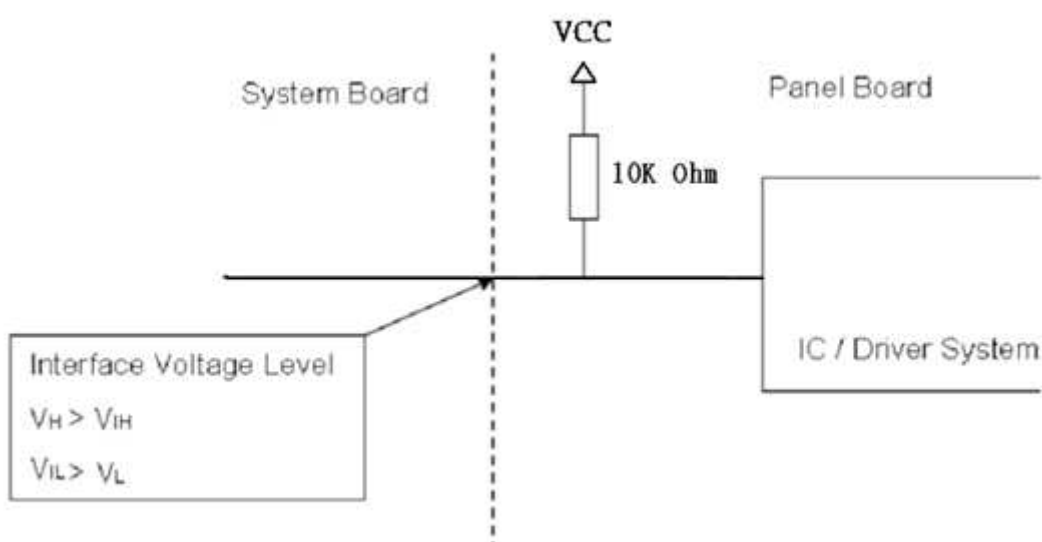 VCC
System Board
Panel Board
10K Ohm
Interface Voltage Level
VH > VIH
VIL > VL
IC / Driver System